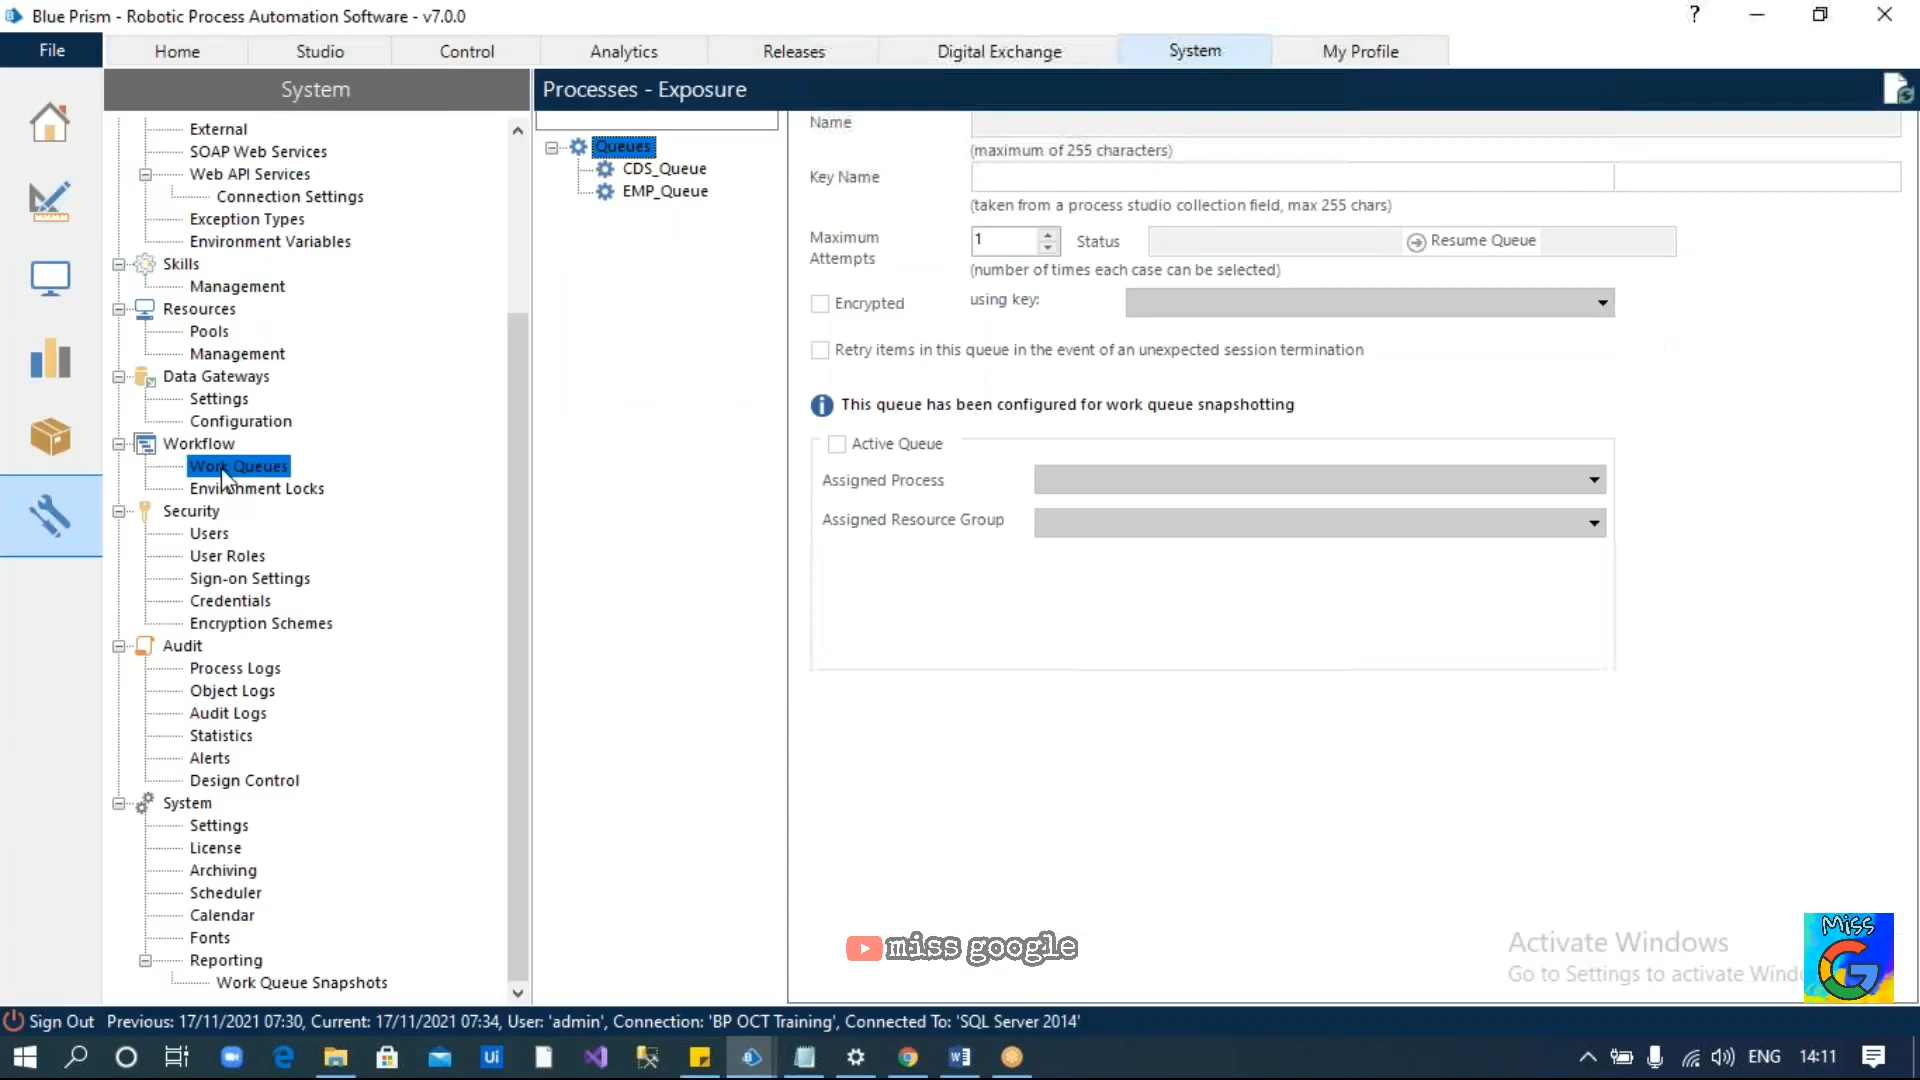 Blue Prism - Robotic Process Automation Software - v7.0.0
?
File
Home
Studio
Control
Analytics
Releases
Digital Exchange
System
My Profile
System
Processes - Exposure
External
SOAP Web Services
Web API Services
Connection Settings
Exception Types
Environment Variables
Skills
Management
Resources
Pools
Management
Data Gateways
Settings
Configuration
Workflow
Work Queues
Environment Locks
Security
Users
User Roles
Sign-on Settings
Credentials
Encryption Schemes
Audit
Process Logs
Object Logs
Audit Logs
Statistics
Alerts
Design Control
System
Settings
License
Archiving
Scheduler
Calendar
Fonts
Reporting
Work Queue Snapshots
Queues
CDS_Queue
EMP_Queue
Name
(maximum of 255 characters)
Key Name
(taken from a process studio collection field, max 255 chars)
Maximum Attempts
1
Status
Resume Queue
(number of times each case can be selected)
Encrypted
using key:
Retry items in this queue in the event of an unexpected session termination
This queue has been configured for work queue snapshotting
Active Queue
Assigned Process
Assigned Resource Group
miss google
Activate Windows
Go to Settings to activate Wind
Miss
G
Sign Out Previous: 17/11/2021 07:30, Current: 17/11/2021 07:34, User: 'admin', Connection: 'BP OCT Training', Connected To: 'SQL Server 2014'
Ui
ENG
14:11